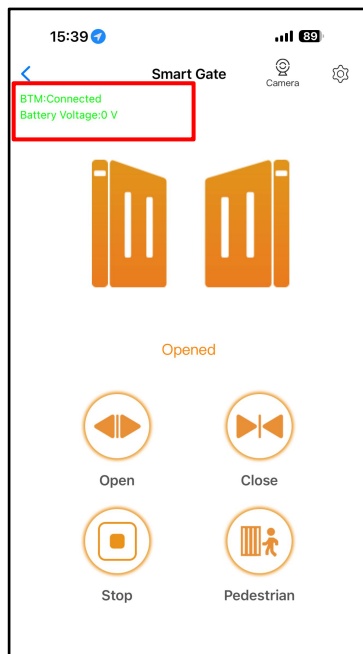 15:39
89
Smart Gate
Camera
BTM:Connected
Battery Voltage:0 V
Opened
Open
Close
Stop
Pedestrian